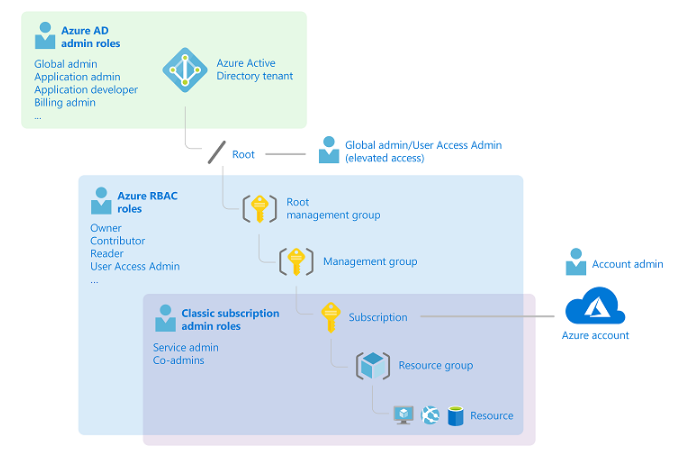 Azure AD
admin roles
Global admin
Application admin
Application developer
Billing admin
...
Azure Active
Directory tenant
Root
Global admin/User Access Admin
(elevated access)
Azure RBAC
roles
Owner
Contributor
Reader
User Access Admin
...
Root
management group
Management group
Account admin
Classic subscription
admin roles
Service admin
Co-admins
Subscription
Azure account
Resource group
Resource